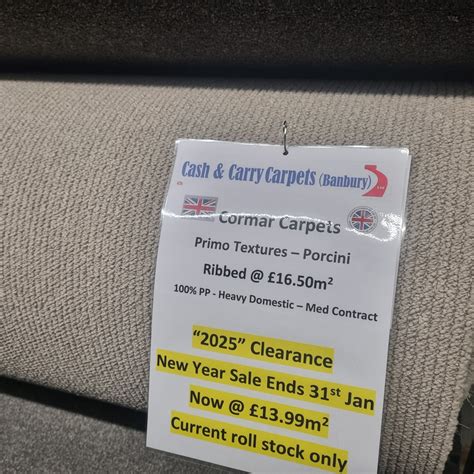 Cash & Carry Carpets (Banbury)
Cormar Carpets
Primo Textures – Porcini
Ribbed @ £16.50m²
100% PP - Heavy Domestic – Med Contract
“2025” Clearance
New Year Sale Ends 31st Jan
Now @ £13.99m²
Current roll stock only